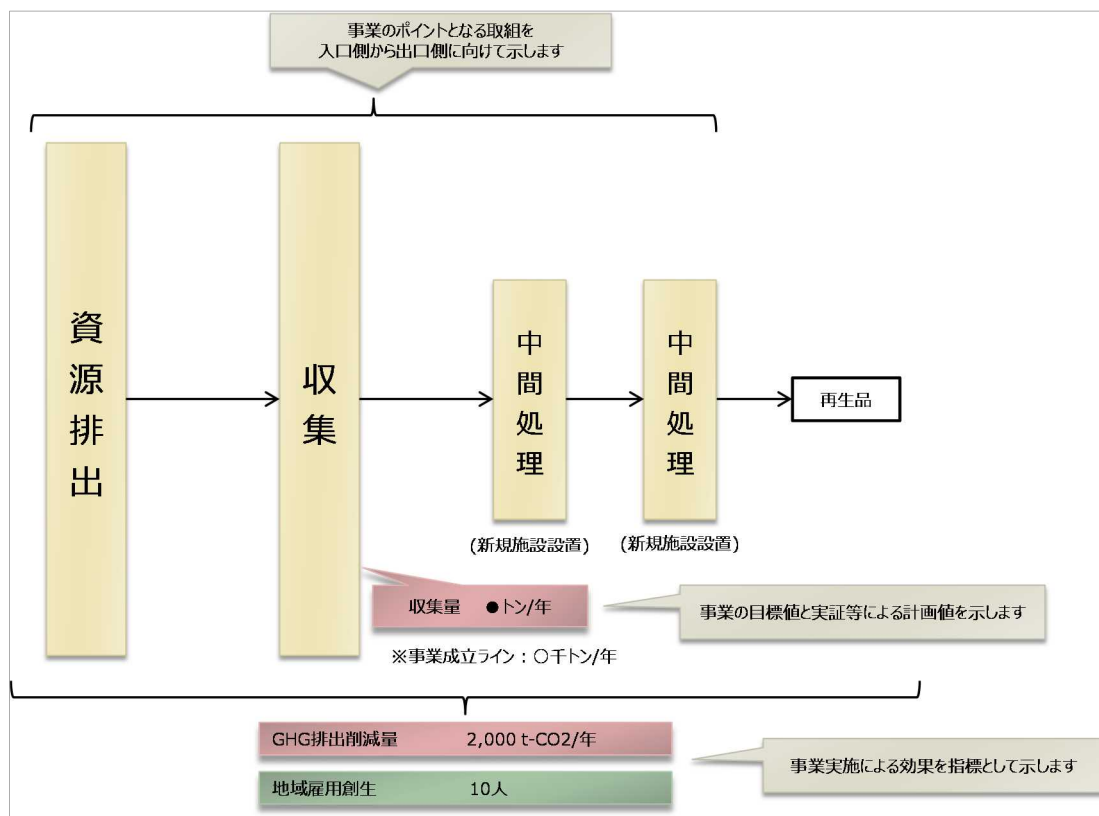 事業のポイントとなる取組を
入口側から出口側に向けて示します
資源排出
収集
中間処理
中間処理
再生品
(新規施設設置)
(新規施設設置)
収集量　●トン/年
事業の目標値と実証等による計画値を示します
※事業成立ライン：○千トン/年
GHG排出削減量　2,000 t-CO2/年
事業実施による効果を指標として示します
地域雇用創生　10人